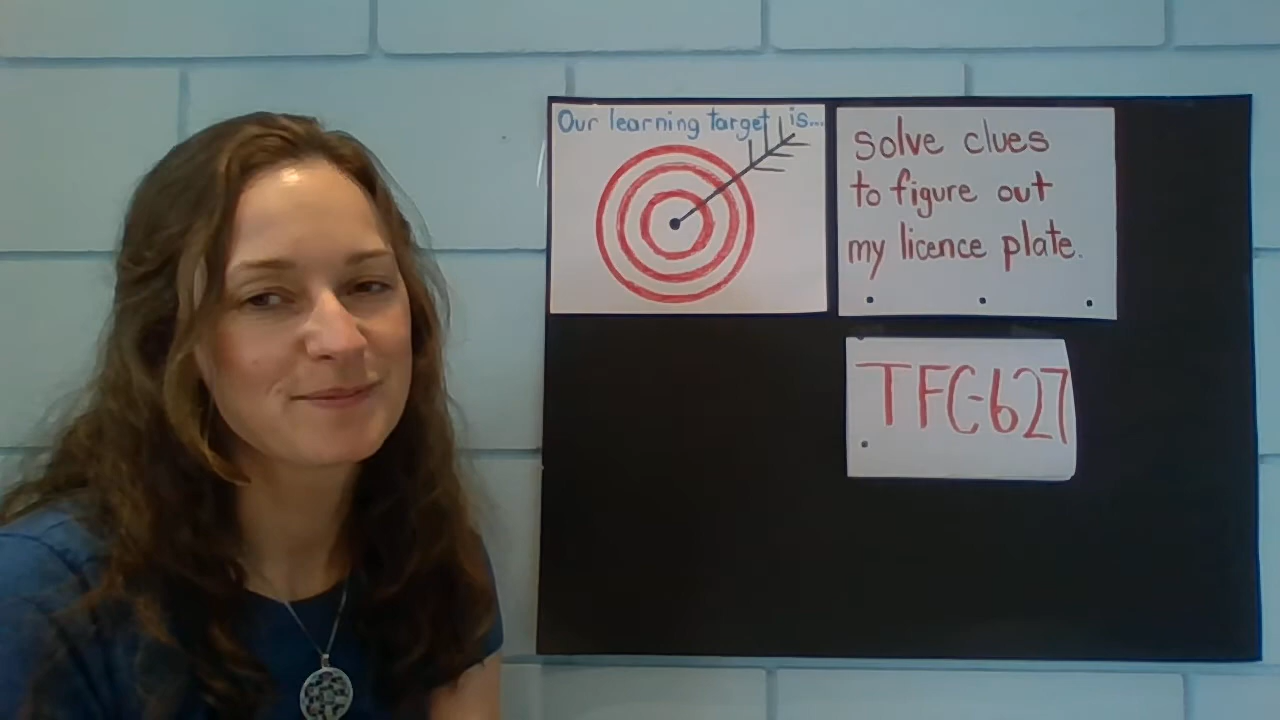 Our learning target is...
solve clues
to figure out
my licence plate.
TFC-627